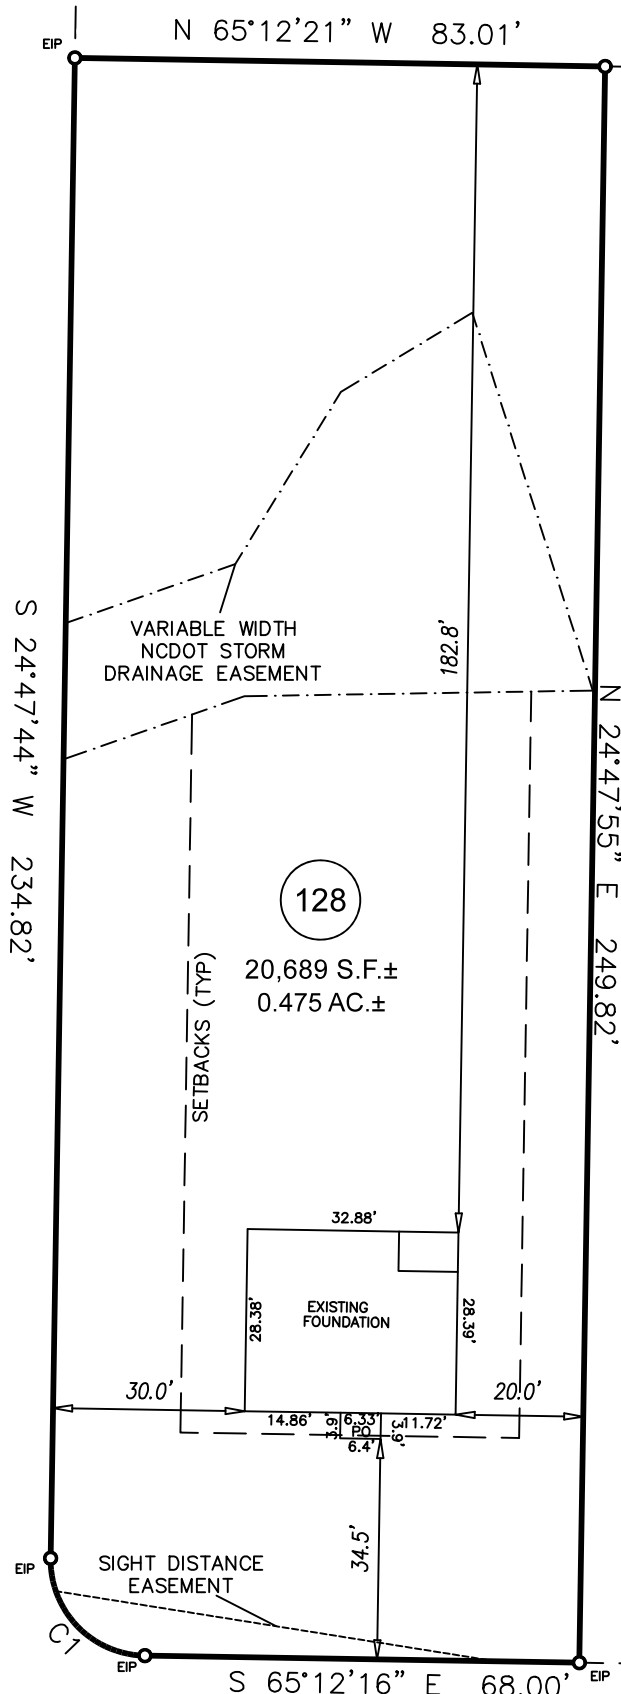 N 65°12'21" W 83.01'
EIP
VARIABLE WIDTH
NCDOT STORM
DRAINAGE EASEMENT
182.8'
S 24°47'44" W 234.82'
N 24°47'55" E 249.82'
128
20,689 S.F.±
0.475 AC.±
SETBACKS (TYP)
32.88'
28.38'
EXISTING
FOUNDATION
28.39'
30.0'
20.0'
14.86'
6.33'
11.72'
3.9'
PO
3.9'
6.4'
34.5'
EIP
SIGHT DISTANCE
EASEMENT
C1
EIP
EIP
S 65°12'16" E 68.00'